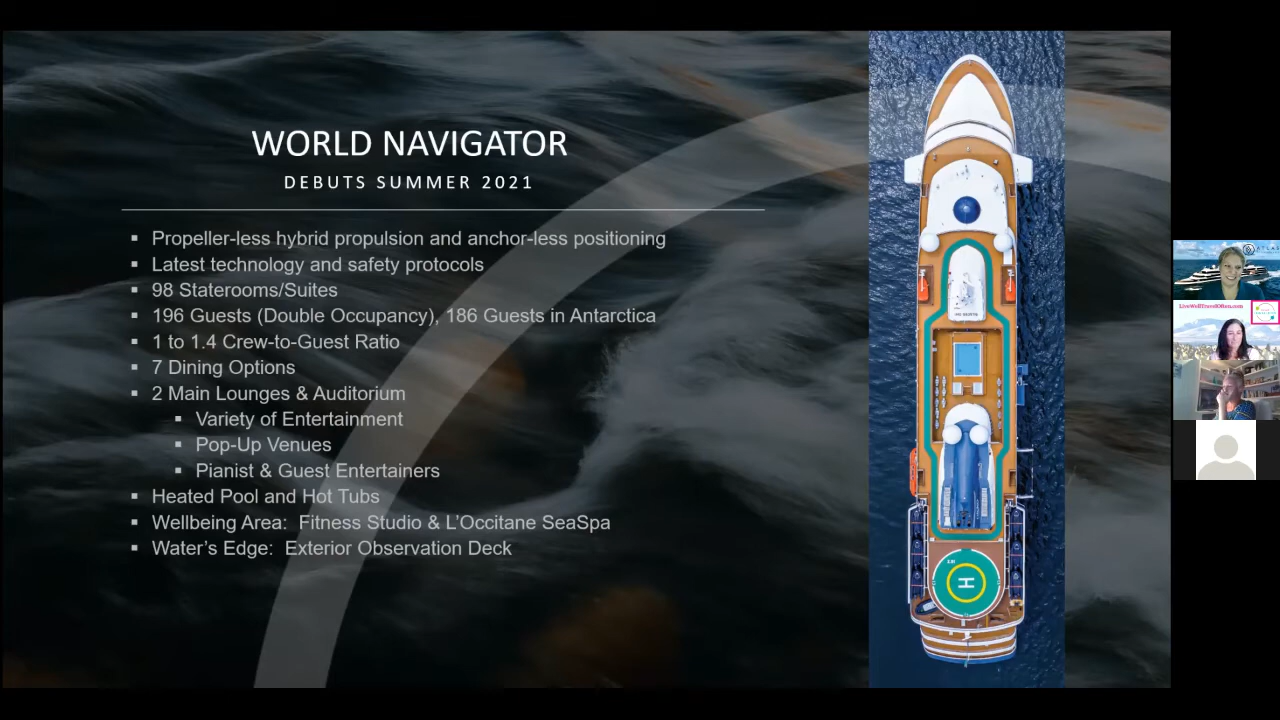 WORLD NAVIGATOR
DEBUTS SUMMER 2021
▪ Propeller-less hybrid propulsion and anchor-less positioning
▪ Latest technology and safety protocols
▪ 98 Staterooms/Suites
▪ 196 Guests (Double Occupancy), 186 Guests in Antarctica
▪ 1 to 1.4 Crew-to-Guest Ratio
▪ 7 Dining Options
▪ 2 Main Lounges & Auditorium
▪ Variety of Entertainment
▪ Pop-Up Venues
▪ Pianist & Guest Entertainers
▪ Heated Pool and Hot Tubs
▪ Wellbeing Area:  Fitness Studio & L’Occitane SeaSpa
▪ Water’s Edge:  Exterior Observation Deck
H
ATLAS